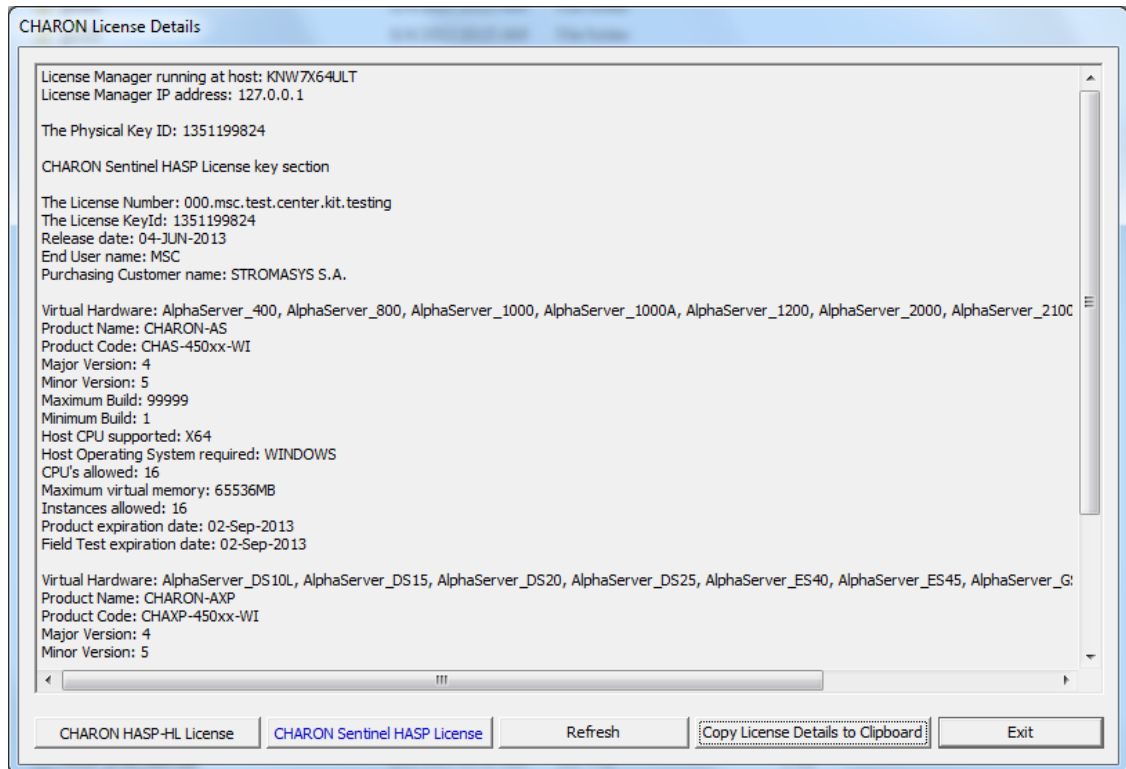 CHARON License Details
License Manager running at host: KNW7X64ULT
License Manager IP address: 127.0.0.1
The Physical Key ID: 1351199824
CHARON Sentinel HASP License key section
The License Number: 000.msc.test.center.kit.testing
The License KeyId: 1351199824
Release date: 04-JUN-2013
End User name: MSC
Purchasing Customer name: STROMASYS S.A.
Virtual Hardware: AlphaServer_400, AlphaServer_800, AlphaServer_1000, AlphaServer_1000A, AlphaServer_1200, AlphaServer_2000, AlphaServer_2100
Product Name: CHARON-AS
Product Code: CHAS-450xx-WI
Major Version: 4
Minor Version: 5
Maximum Build: 99999
Minimum Build: 1
Host CPU supported: X64
Host Operating System required: WINDOWS
CPU's allowed: 16
Maximum virtual memory: 65536MB
Instances allowed: 16
Product expiration date: 02-Sep-2013
Field Test expiration date: 02-Sep-2013
Virtual Hardware: AlphaServer_DS10L, AlphaServer_DS15, AlphaServer_DS20, AlphaServer_DS25, AlphaServer_ES40, AlphaServer_ES45, AlphaServer_GS
Product Name: CHARON-AXP
Product Code: CHAXP-450xx-WI
Major Version: 4
Minor Version: 5
CHARON HASP-HL License
CHARON Sentinel HASP License
Refresh
Copy License Details to Clipboard
Exit